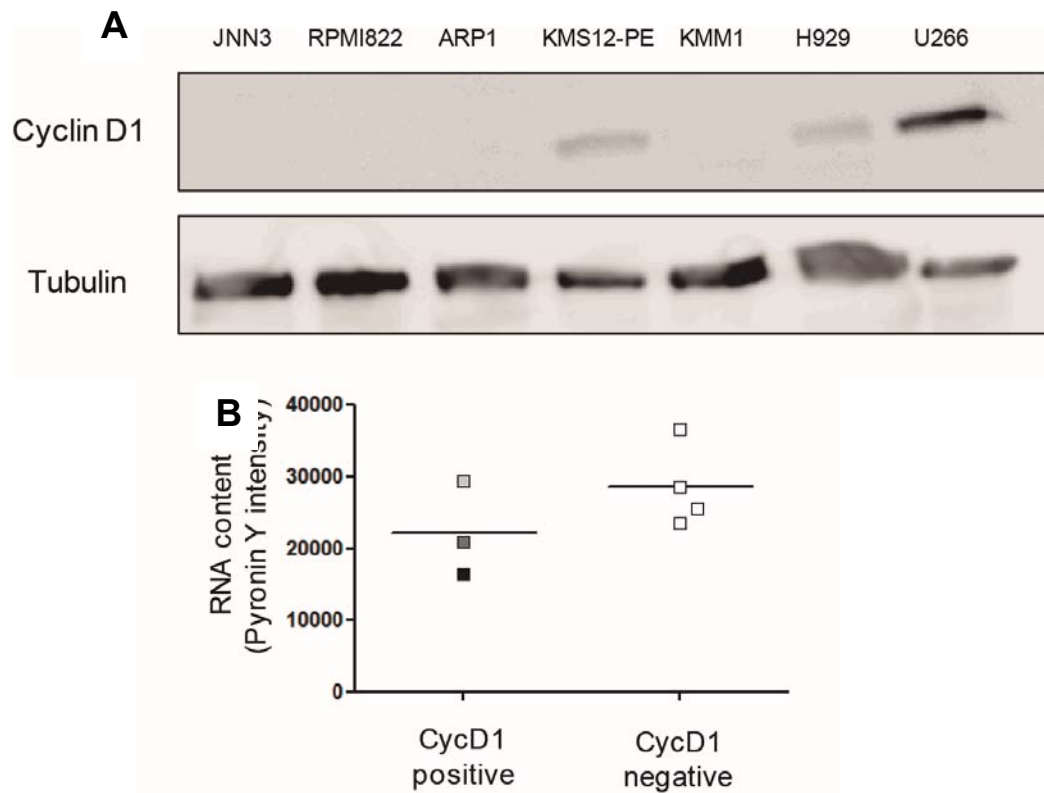 A
JNN3 RPMI822 ARP1 KMS12-PE KMM1 H929 U266
Cyclin D1
Tubulin
B
RNA content
(Pyronin Y intensity)
40000
30000
20000
10000
0
CycD1
positive
CycD1
negative